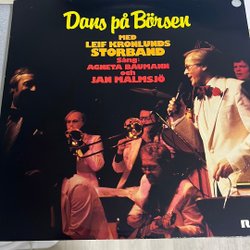 Dans på Börsen
MED
LEIF KRONLUNDS
STORBAND
Sång:
AGNETA BAUMANN
och
JAN MALMSJÖ